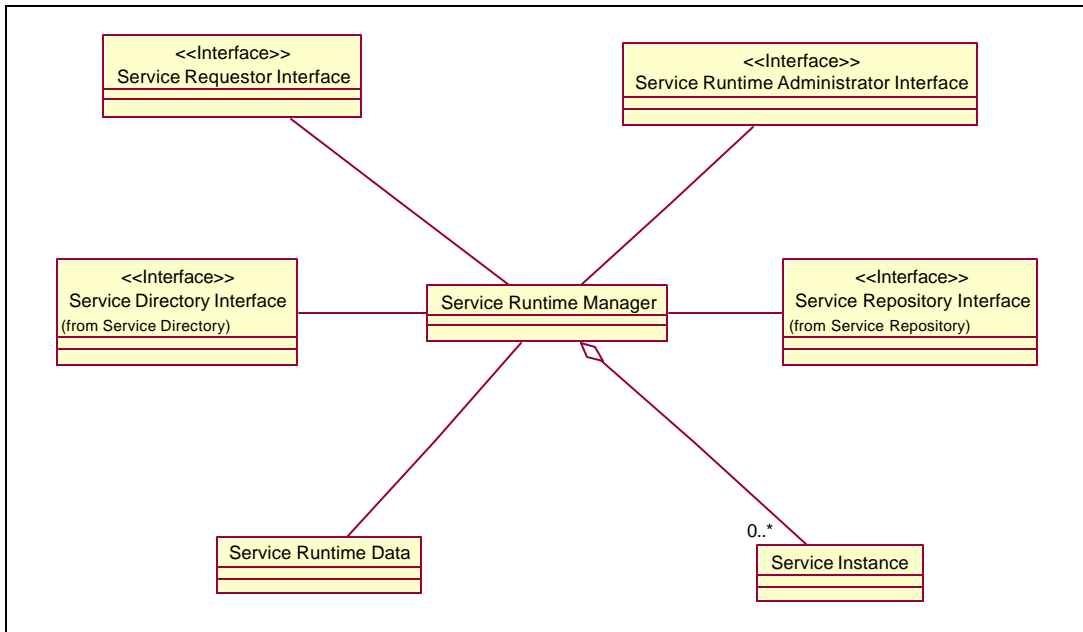 <<Interface>>
Service Requestor Interface
<<Interface>>
Service Runtime Administrator Interface
<<Interface>>
Service Directory Interface
(from Service Directory)
Service Runtime Manager
<<Interface>>
Service Repository Interface
(from Service Repository)
Service Runtime Data
0..*
Service Instance